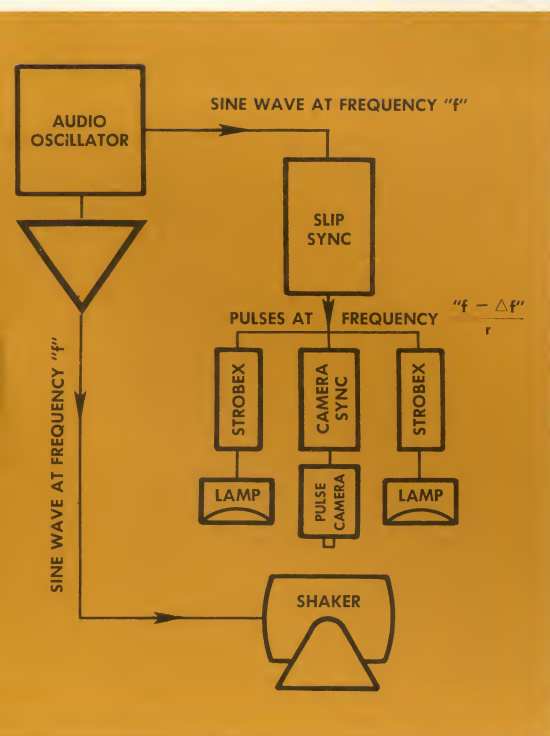 AUDIO
OSCILLATOR
SINE WAVE AT FREQUENCY "f"
SLIP
SYNC
PULSES AT FREQUENCY "f − △f"
r
STROBEX
CAMERA
SYNC
STROBEX
LAMP
PULSE
CAMERA
LAMP
SINE WAVE AT FREQUENCY "f"
SHAKER